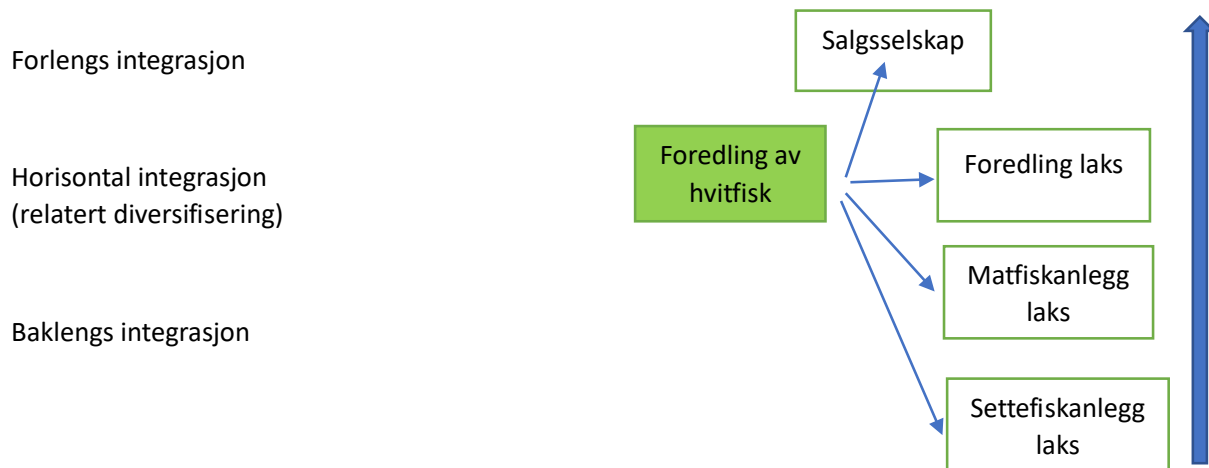 Salgsselskap
Forlengs integrasjon
Foredling av
hvitfisk
Foredling laks
Horisontal integrasjon
(relatert diversifisering)
Matfiskanlegg
laks
Baklengs integrasjon
Settefiskanlegg
laks